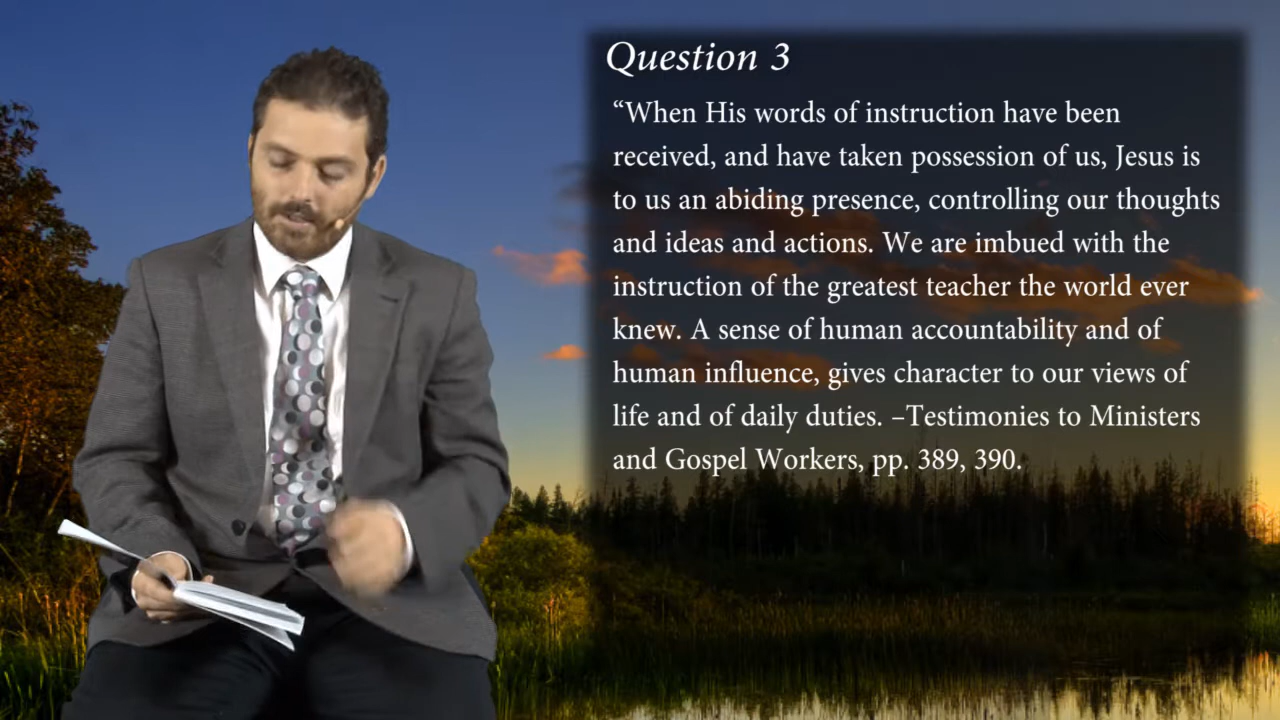 Question 3
“When His words of instruction have been
received, and have taken possession of us, Jesus is
to us an abiding presence, controlling our thoughts
and ideas and actions. We are imbued with the
instruction of the greatest teacher the world ever
knew. A sense of human accountability and of
human influence, gives character to our views of
life and of daily duties. –Testimonies to Ministers
and Gospel Workers, pp. 389, 390.